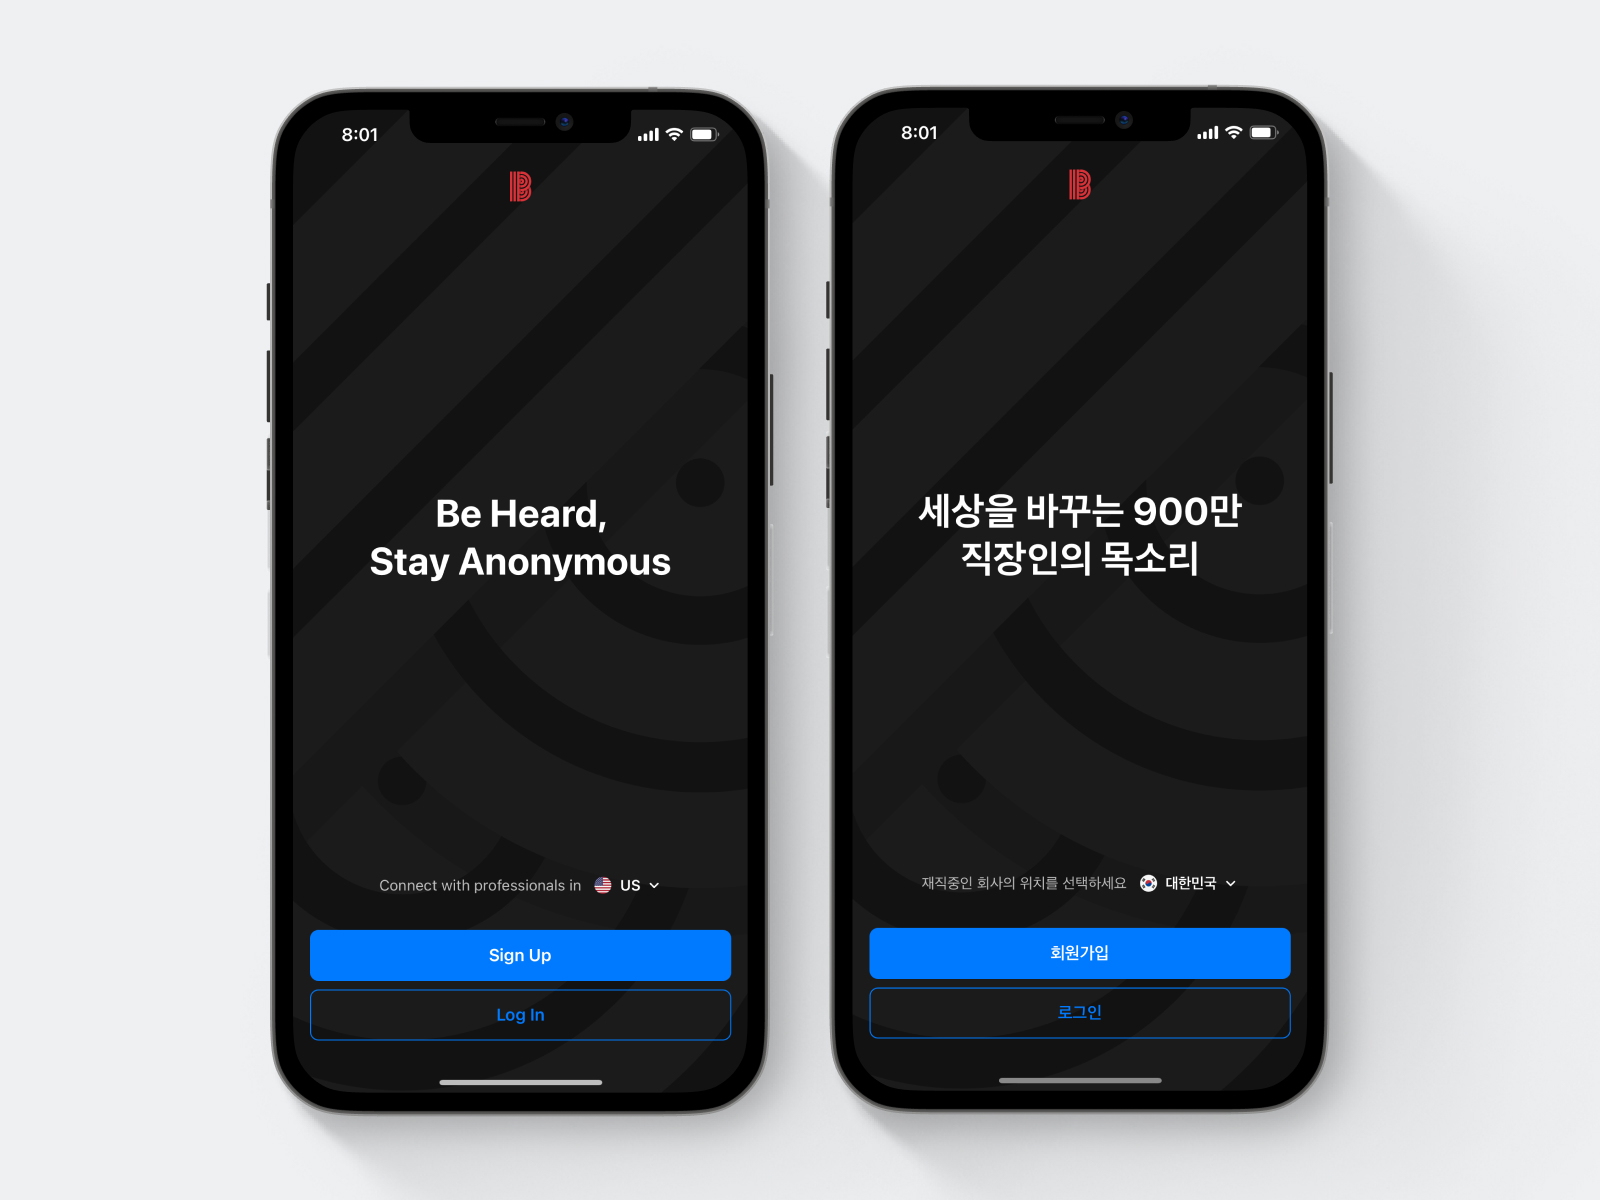 8:01
B
Be Heard,
Stay Anonymous
Connect with professionals in US
Sign Up
Log In
8:01
B
세상을 바꾸는 900만
직장인의 목소리
재직중인 회사의 위치를 선택하세요 대한민국
회원가입
로그인